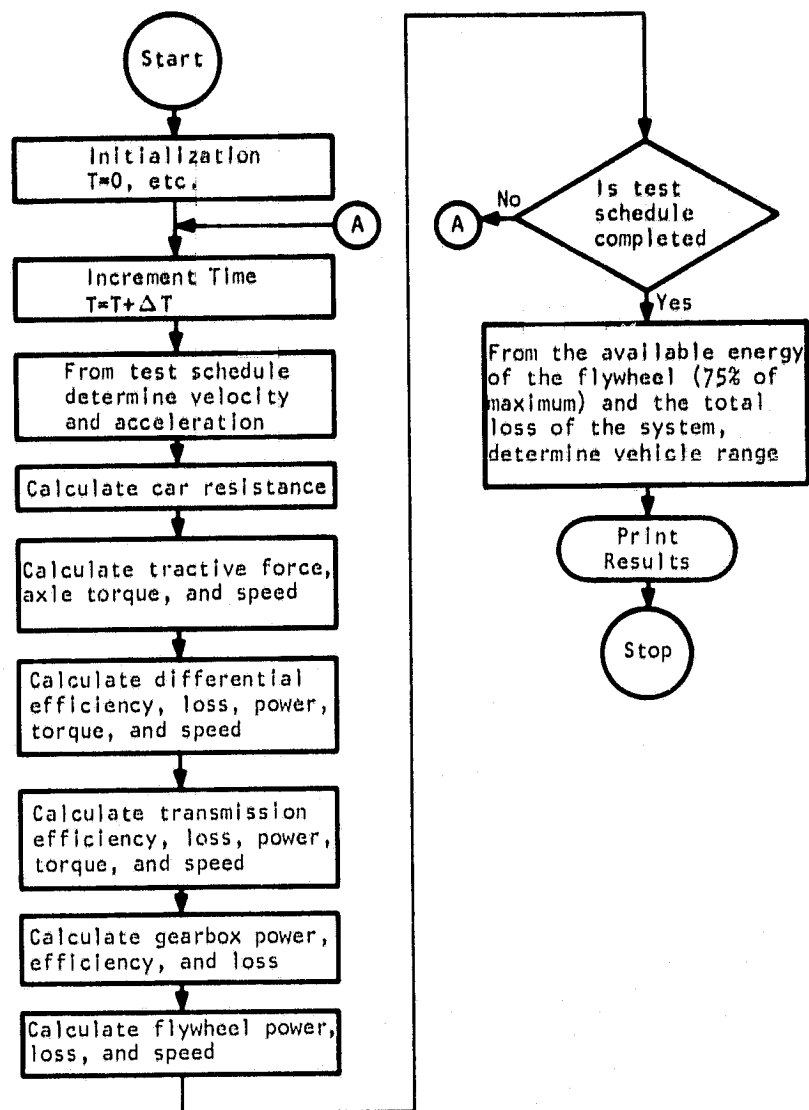 Start
Initialization
T=0, etc.
A
Increment Time
T=T+ΔT
From test schedule
determine velocity
and acceleration
Calculate car resistance
Calculate tractive force,
axle torque, and speed
Calculate differential
efficiency, loss, power,
torque, and speed
Calculate transmission
efficiency, loss, power,
torque, and speed
Calculate gearbox power,
efficiency, and loss
Calculate flywheel power,
loss, and speed
Is test
schedule
completed
No
A
Yes
From the available energy
of the flywheel (75% of
maximum) and the total
loss of the system,
determine vehicle range
Print
Results
Stop